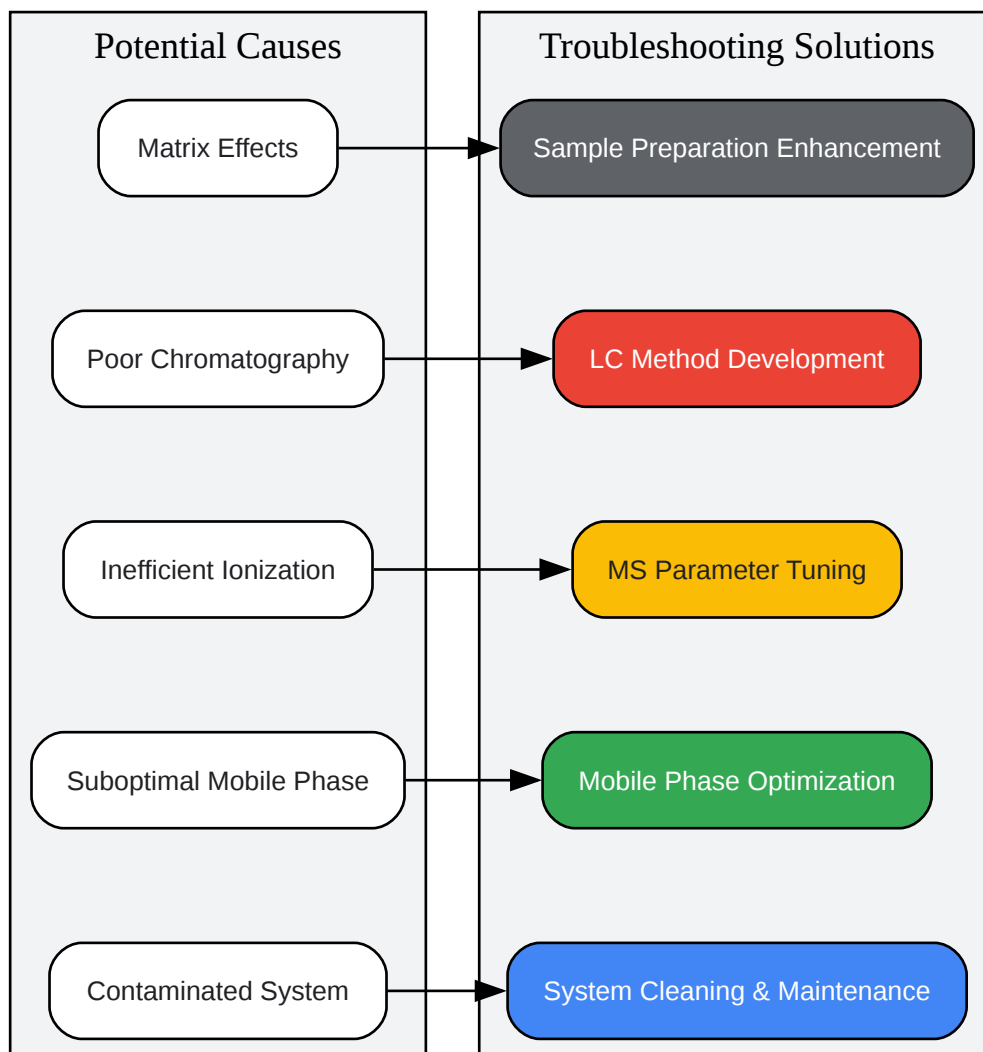 Potential Causes
Troubleshooting Solutions
Matrix Effects
Sample Preparation Enhancement
Poor Chromatography
LC Method Development
Inefficient Ionization
MS Parameter Tuning
Suboptimal Mobile Phase
Mobile Phase Optimization
Contaminated System
System Cleaning & Maintenance